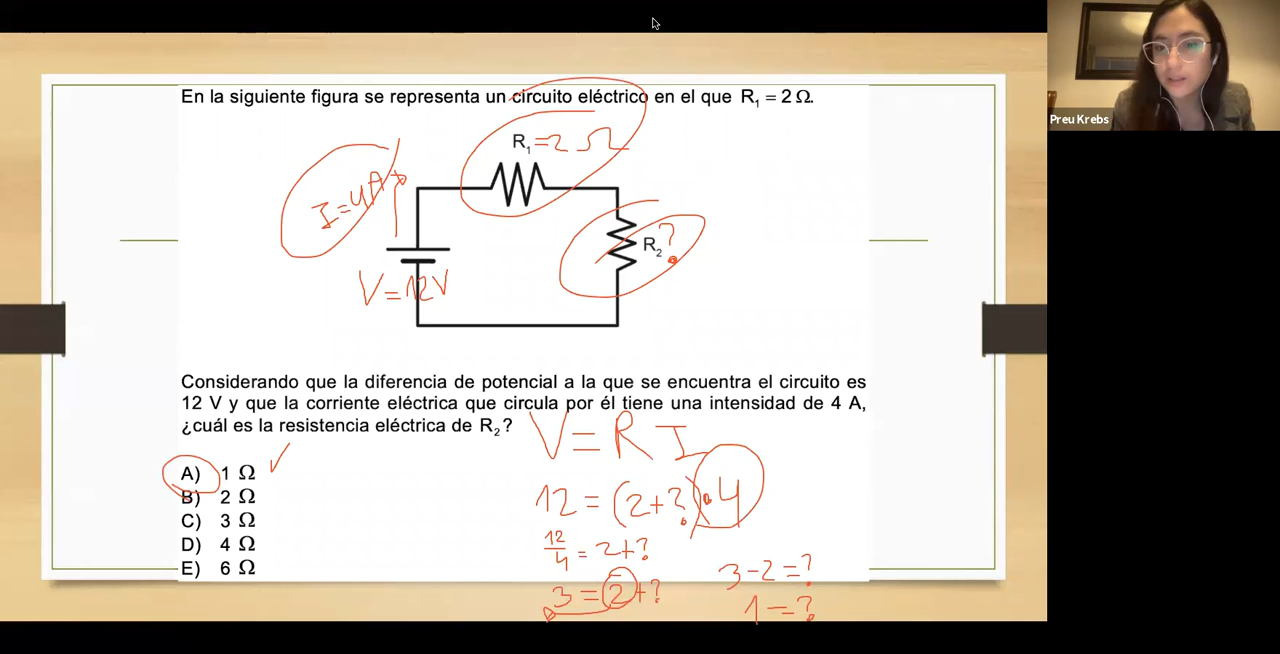 En la siguiente figura se representa un circuito eléctrico en el que R₁ = 2 Ω.
R₁ = 2 Ω
I = 4A
R₂ ?
V = 12V
Considerando que la diferencia de potencial a la que se encuentra el circuito es
12 V y que la corriente eléctrica que circula por él tiene una intensidad de 4 A,
¿cuál es la resistencia eléctrica de R₂?
V = R I
A) 1 Ω ✓
B) 2 Ω
C) 3 Ω
D) 4 Ω
E) 6 Ω
12 = (2+?)•4
12/4 = 2+?
3 = 2+?
3-2=?
1=?
Preu Krebs